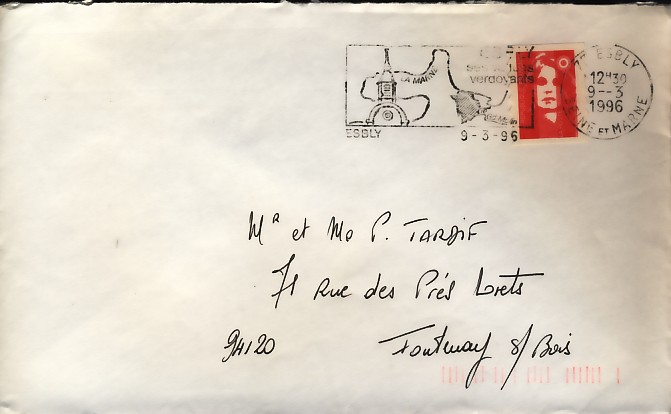 ESBLY
verdoyants
LA MARNE
ESBLY
9-3-96
ESBLY
12H30
9--3
1996
SEINE ET MARNE
Mr et Me P. TARDIF
71 Rue des Prés Lorets
94120 Fontenay s/ Bois